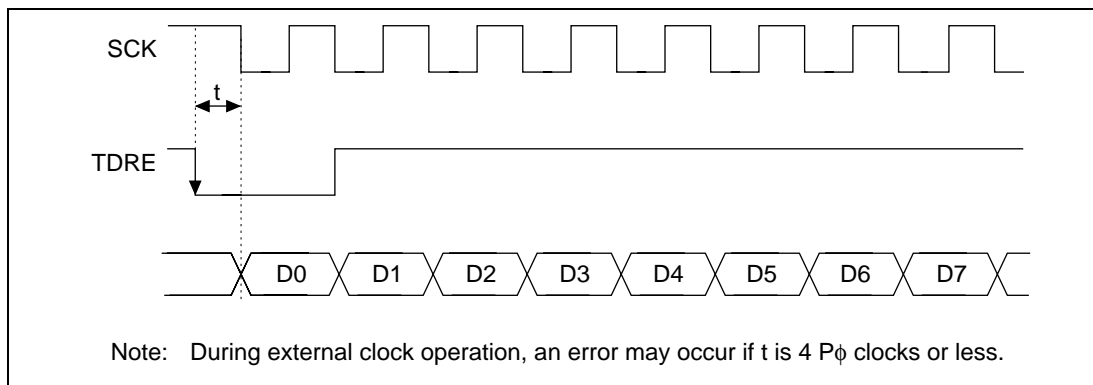 SCK
t
TDRE
D0 D1 D2 D3 D4 D5 D6 D7
Note: During external clock operation, an error may occur if t is 4 Pϕ clocks or less.